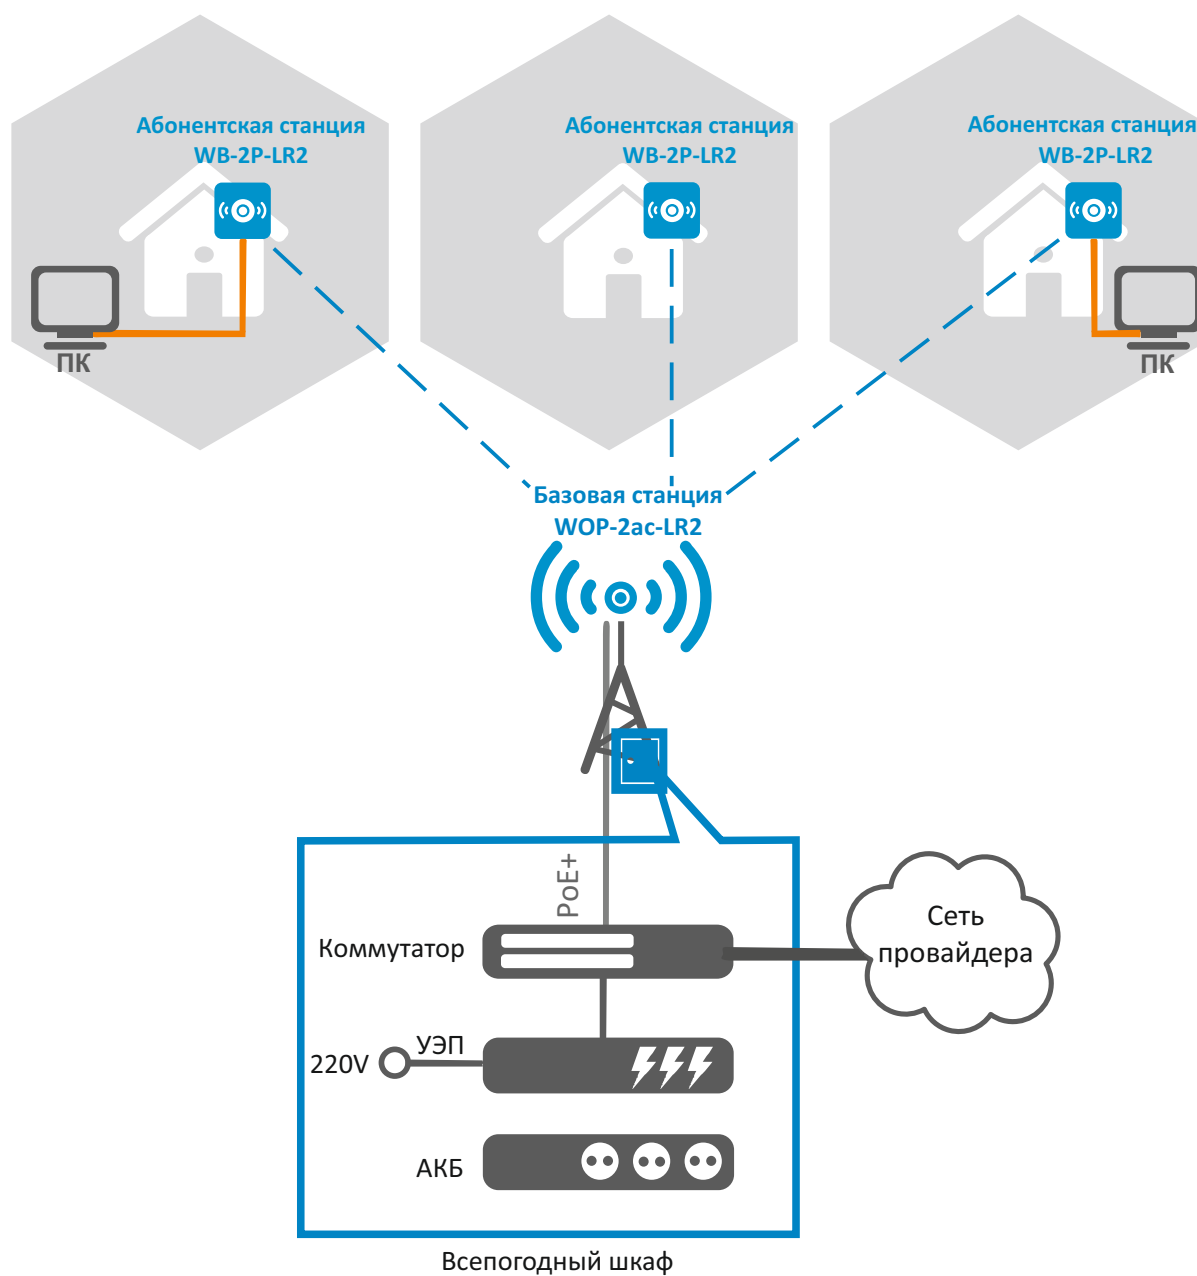 Абонентская станция
WB-2P-LR2
Абонентская станция
WB-2P-LR2
Абонентская станция
WB-2P-LR2
ПК
ПК
Базовая станция
WOP-2ac-LR2
PoE+
Коммутатор
Сеть
провайдера
УЭП
220V
АКБ
Всепогодный шкаф